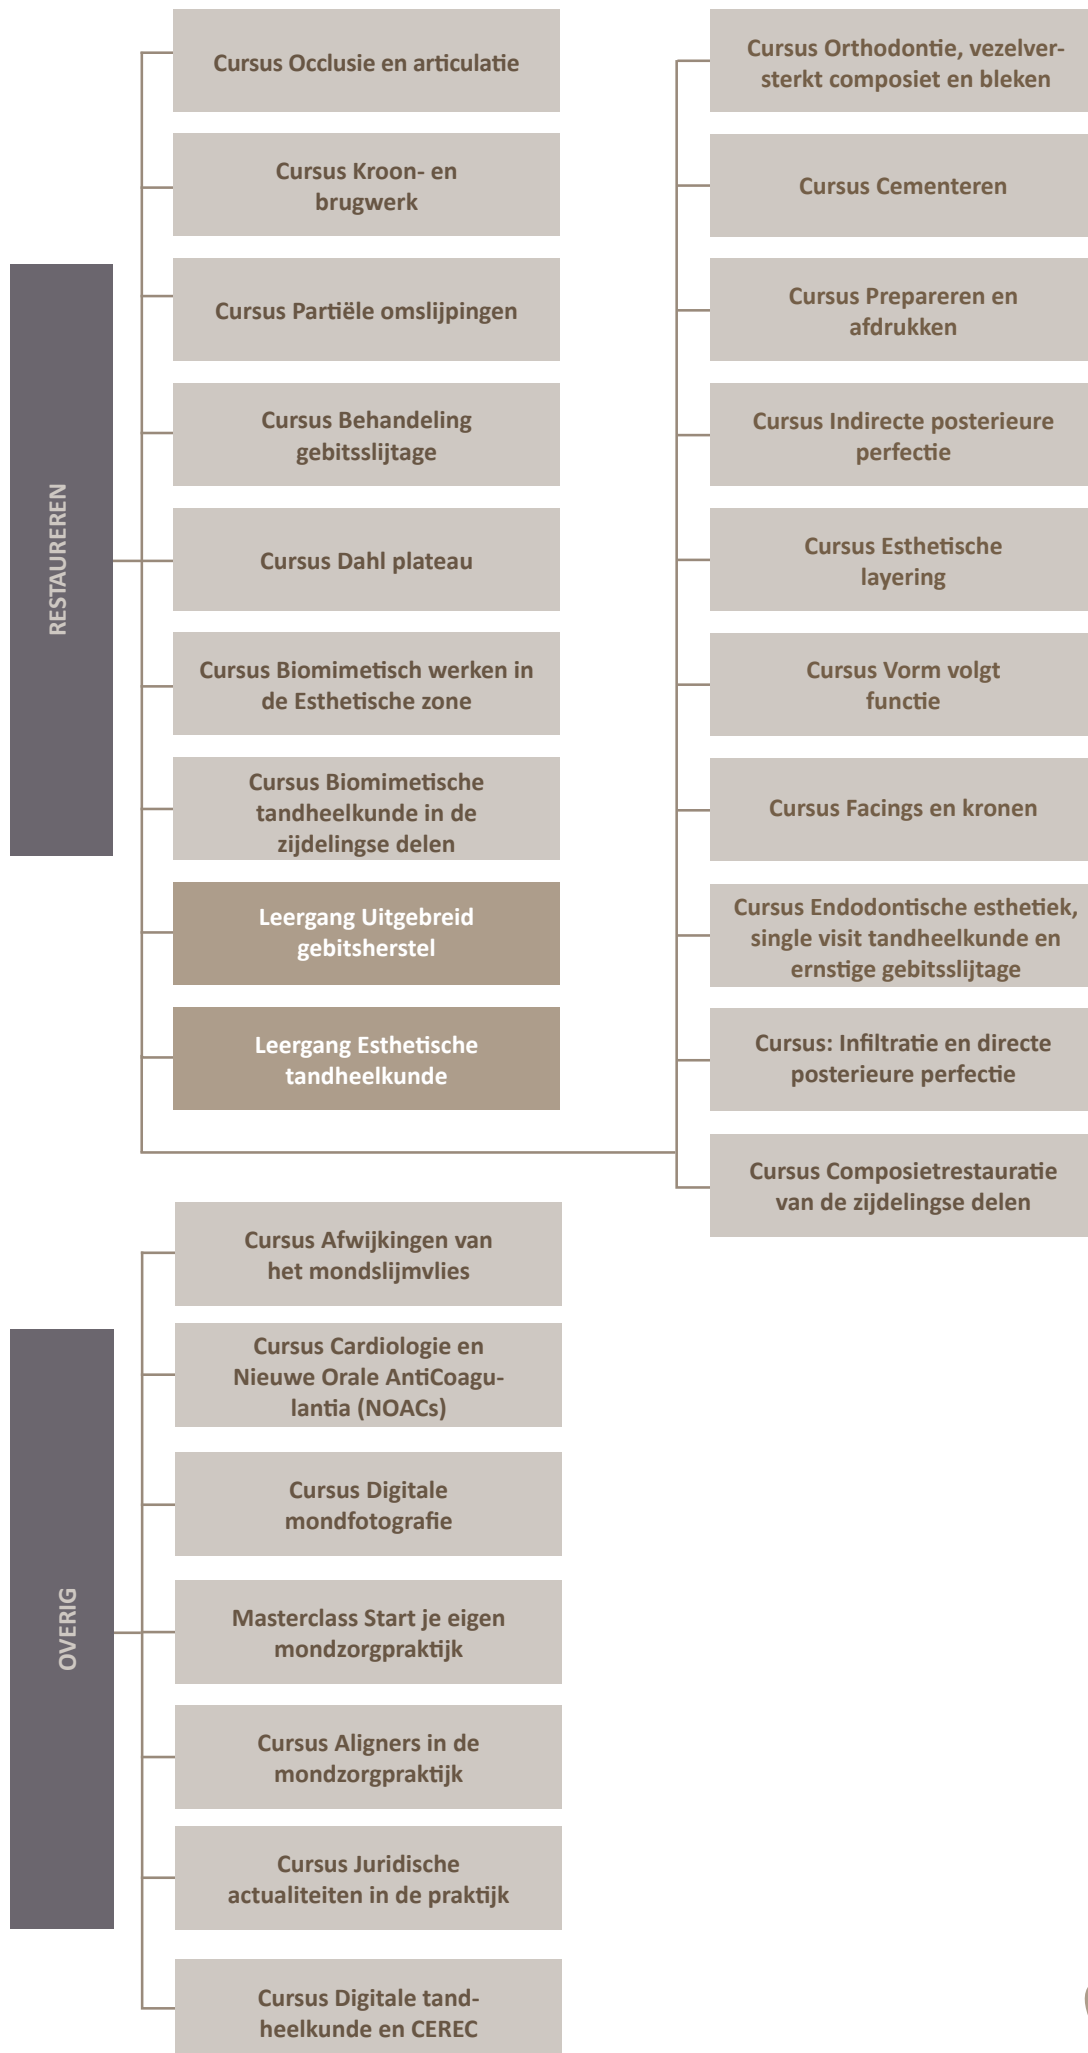 RESTAUREREN
Cursus Occlusie en articulatie
Cursus Kroon- en
brugwerk
Cursus Partiële omslijpingen
Cursus Behandeling
gebitsslijtage
Cursus Dahl plateau
Cursus Biomimetisch werken in
de Esthetische zone
Cursus Biomimetische
tandheelkunde in de
zijdelingse delen
Leergang Uitgebreid
gebitsherstel
Leergang Esthetische
tandheelkunde
Cursus Orthodontie, vezelver-
sterkt composiet en bleken
Cursus Cementeren
Cursus Prepareren en
afdrukken
Cursus Indirecte posterieure
perfectie
Cursus Esthetische
layering
Cursus Vorm volgt
functie
Cursus Facings en kronen
Cursus Endodontische esthetiek,
single visit tandheelkunde en
ernstige gebitsslijtage
Cursus: Infiltratie en directe
posterieure perfectie
Cursus Composietrestauratie
van de zijdelingse delen
OVERIG
Cursus Afwijkingen van
het mondslijmvlies
Cursus Cardiologie en
Nieuwe Orale AntiCoagu-
lantia (NOACs)
Cursus Digitale
mondfotografie
Masterclass Start je eigen
mondzorgpraktijk
Cursus Aligners in de
mondzorgpraktijk
Cursus Juridische
actualiteiten in de praktijk
Cursus Digitale tand-
heelkunde en CEREC